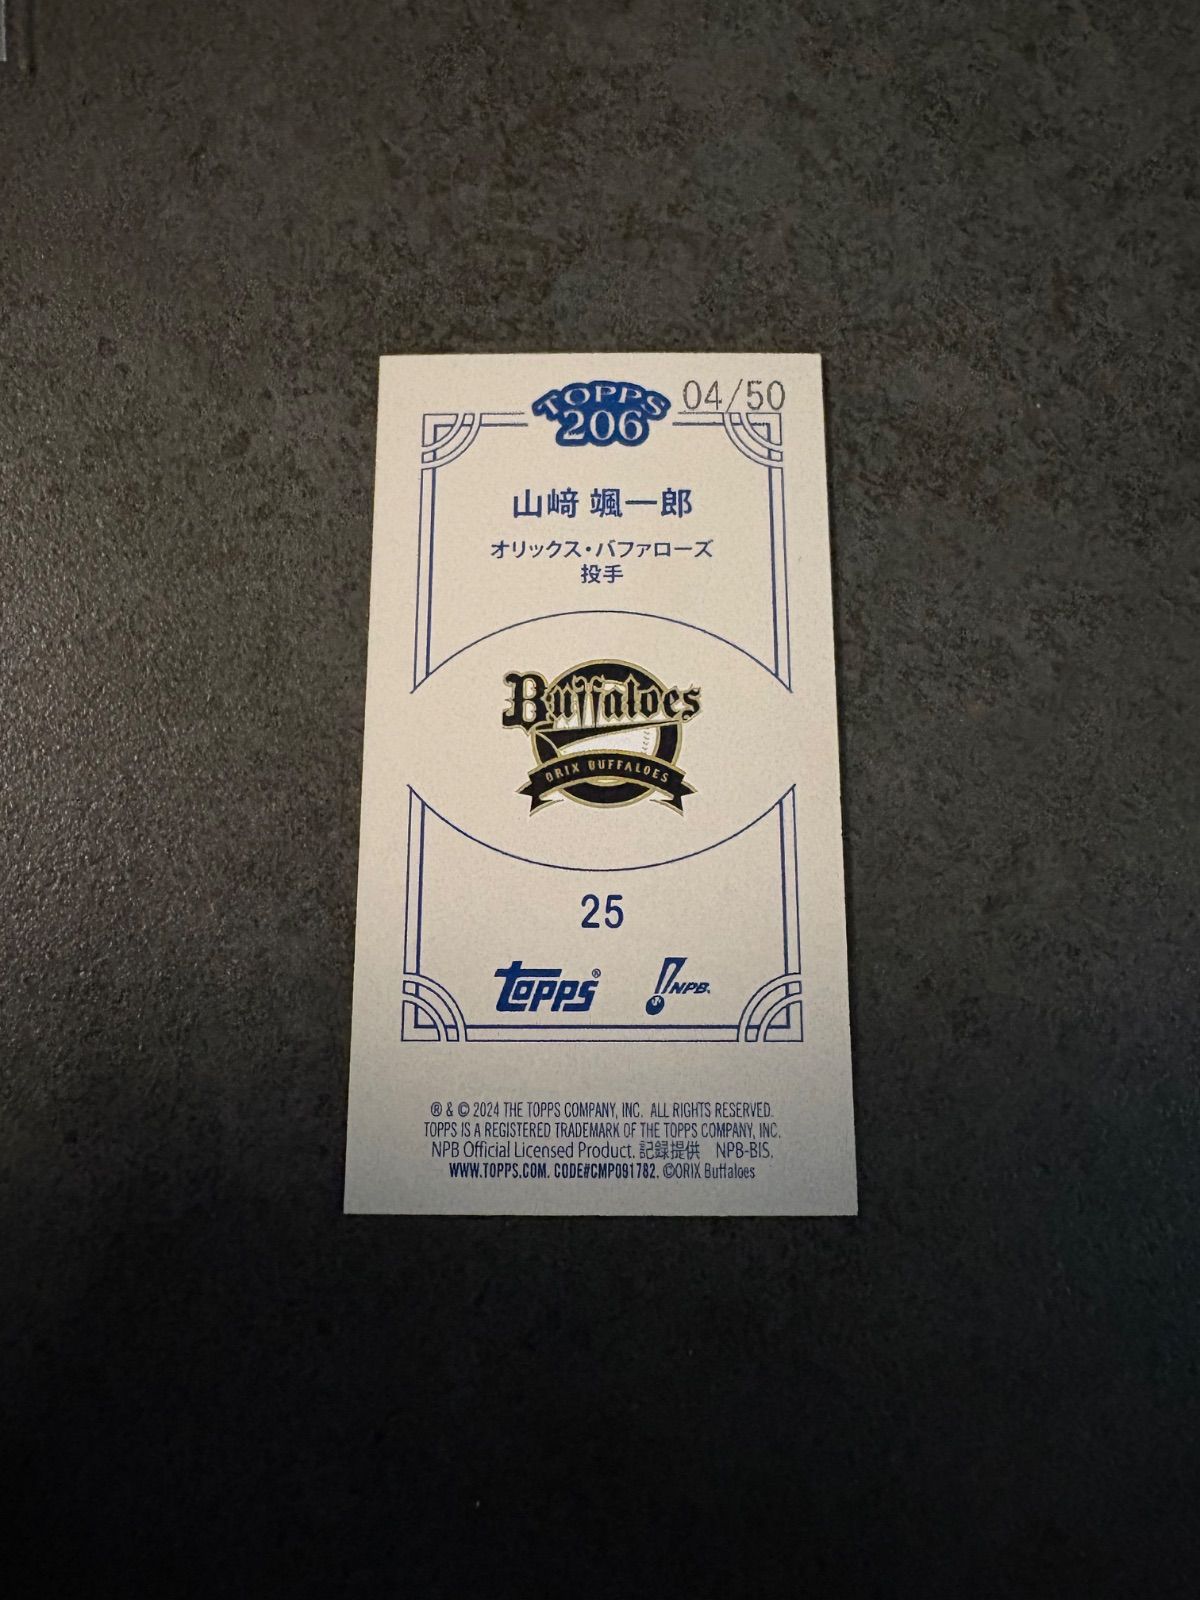 TOPPS 04/50
206
山﨑 颯一郎
オリックス・バファローズ
投手
Buffaloes
ORIX BUFFALOES
25
topps® NPB.
® & © 2024 THE TOPPS COMPANY, INC. ALL RIGHTS RESERVED.
TOPPS IS A REGISTERED TRADEMARK OF THE TOPPS COMPANY, INC.
NPB Official Licensed Product. 記録提供 NPB-BIS.
WWW.TOPPS.COM. CODE#CMP091782. ©ORIX Buffaloes